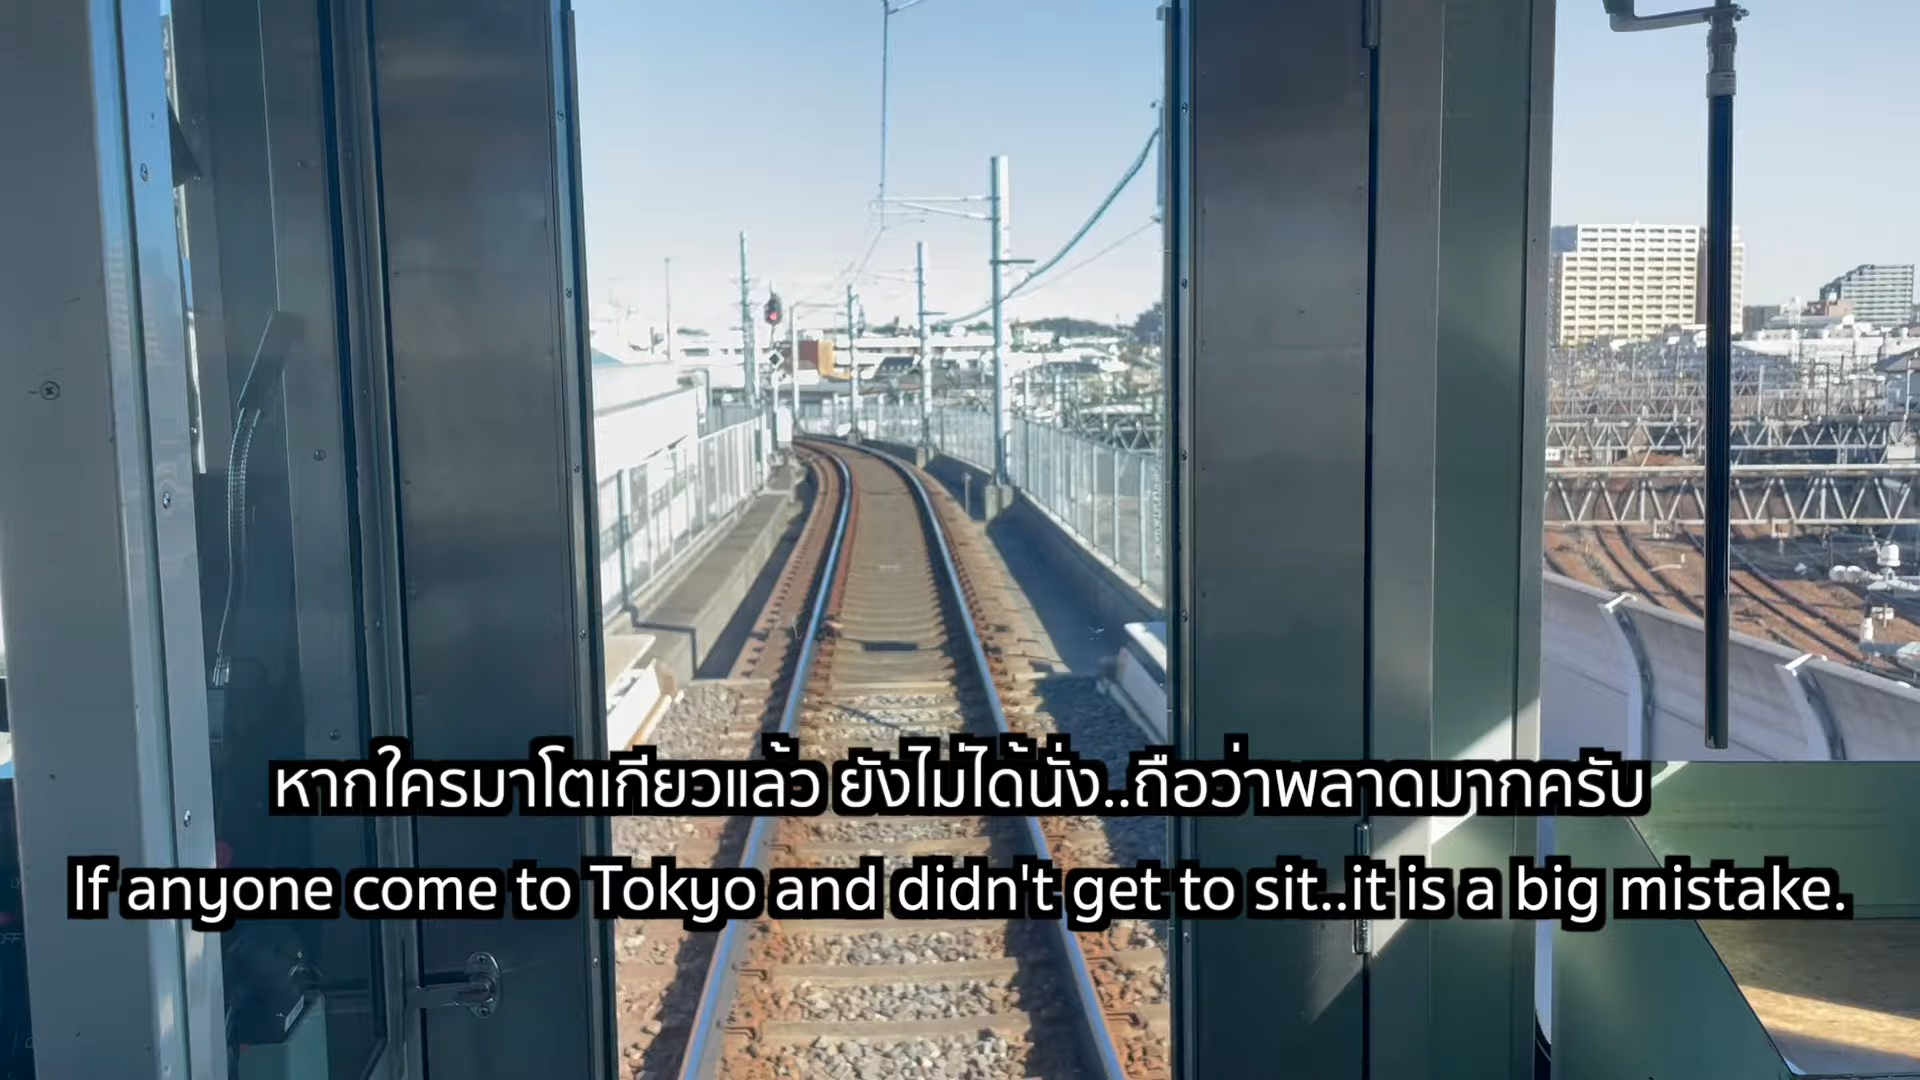 หากใครมาโตเกียวแล้ว ยังไม่ได้นั่ง..ถือว่าพลาดมากครับ
If anyone come to Tokyo and didn't get to sit..it is a big mistake.